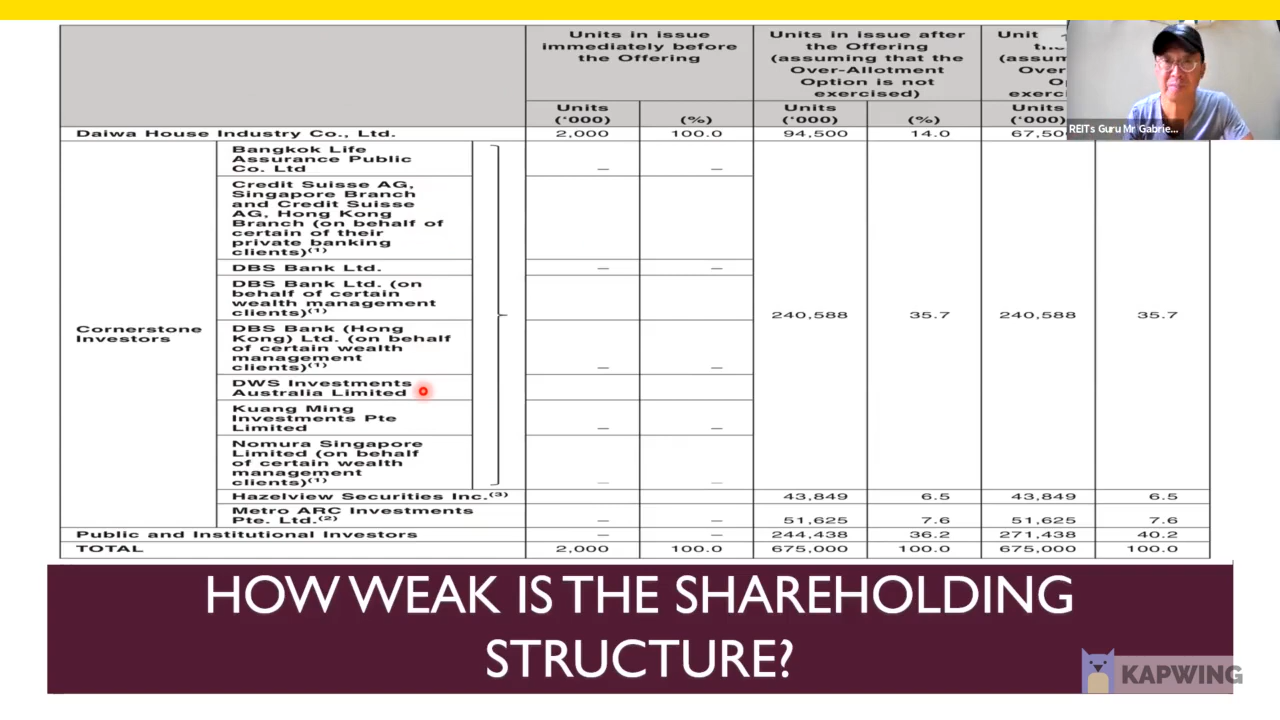 Units in issue
immediately before
the Offering
Units in issue after
the Offering
(assuming that the
Over-Allotment
Option is not
exercised)
Unit
(assum
Over
exerc
Units
('000)
(%)
Units
('000)
(%)
Units
('000)
Daiwa House Industry Co., Ltd. 2,000 100.0 94,500 14.0 67,50
REITs Guru Mr Gabrie...
Cornerstone
Investors
Bangkok Life
Assurance Public
Co. Ltd – –
Credit Suisse AG,
Singapore Branch
and Credit Suisse
AG, Hong Kong
Branch (on behalf of
certain of their
private banking
clients)(1)
DBS Bank Ltd. – –
DBS Bank Ltd. (on
behalf of certain
wealth management
clients)(1)
240,588 35.7 240,588 35.7
DBS Bank (Hong
Kong) Ltd. (on behalf
of certain wealth
management
clients)(1) – –
DWS Investments
Australia Limited
Kuang Ming
Investments Pte
Limited – –
Nomura Singapore
Limited (on behalf
of certain wealth
management
clients)(1) – –
Hazelview Securities Inc.(3) 43,849 6.5 43,849 6.5
Metro ARC Investments
Pte. Ltd.(2) – – 51,625 7.6 51,625 7.6
Public and Institutional Investors – – 244,438 36.2 271,438 40.2
TOTAL 2,000 100.0 675,000 100.0 675,000 100.0
HOW WEAK IS THE SHAREHOLDING
STRUCTURE?
KAPWING